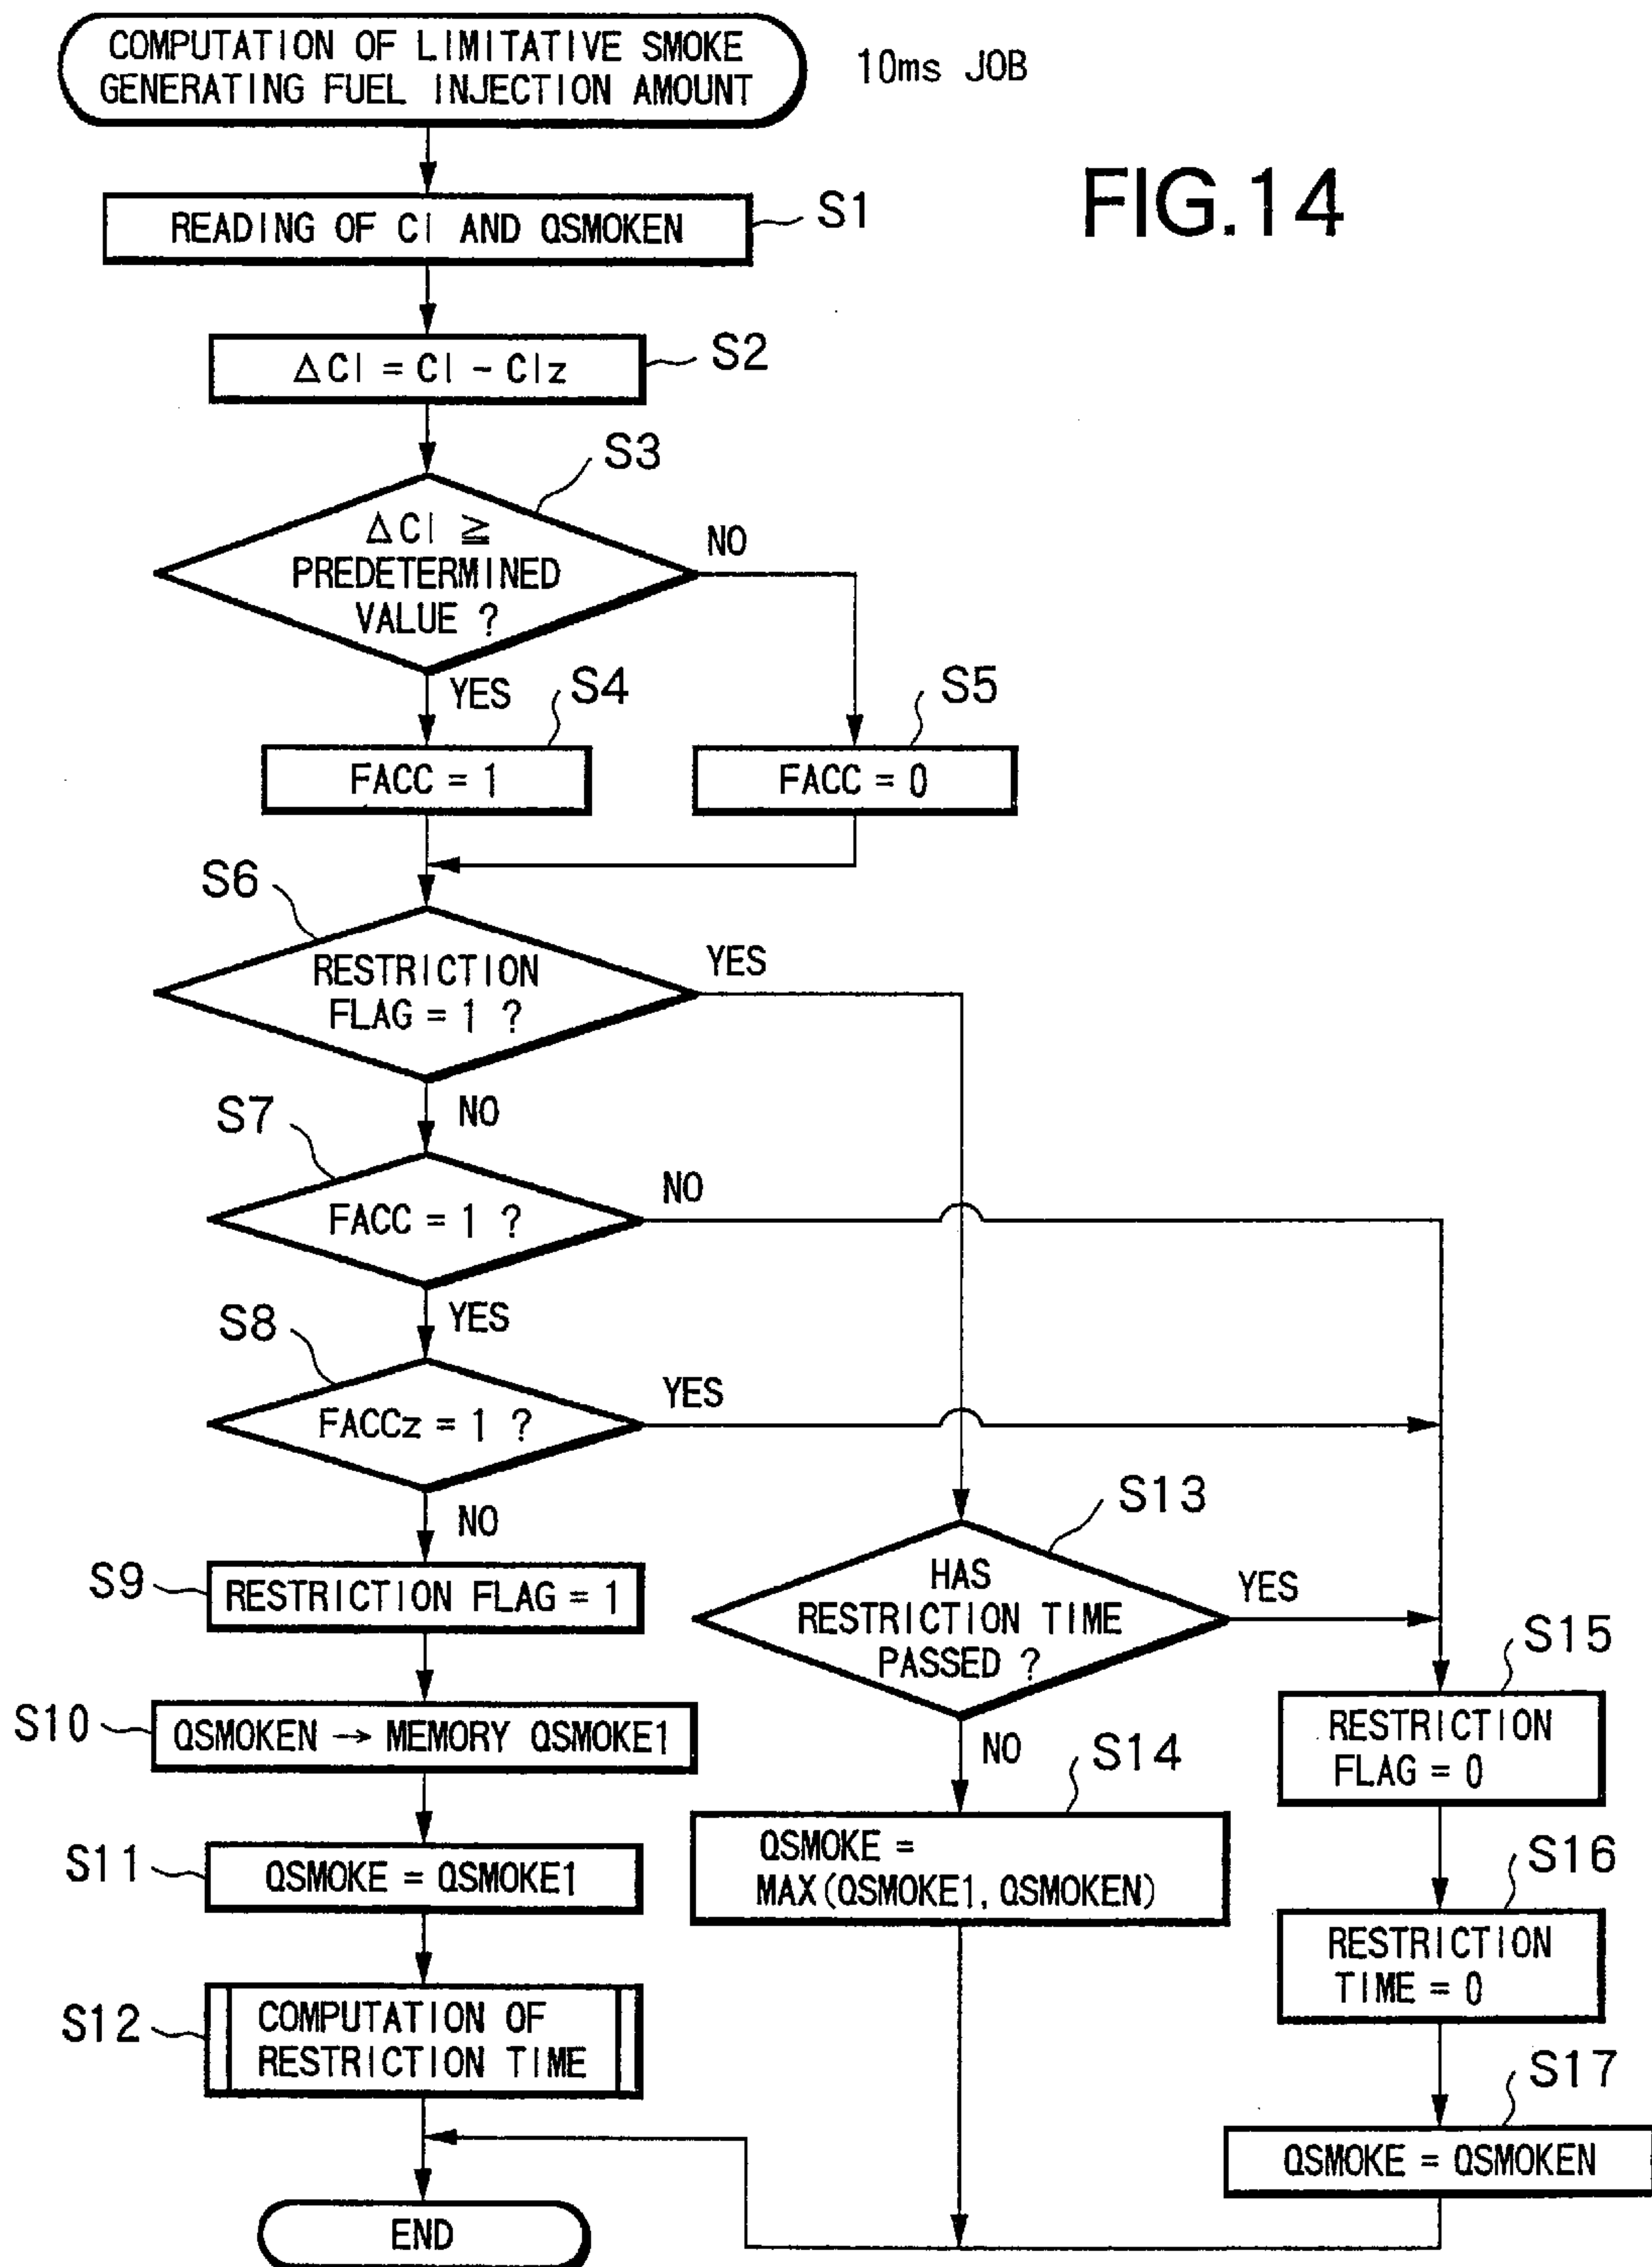 COMPUTATION OF LIMITATIVE SMOKE
GENERATING FUEL INJECTION AMOUNT
10ms JOB
FIG.14
READING OF CI AND QSMOKEN
S1
ΔCI = CI - CIz
S2
S3
ΔCI ≧
PREDETERMINED
VALUE ?
NO
YES
S4
S5
FACC = 1
FACC = 0
S6
RESTRICTION
FLAG = 1 ?
YES
NO
S7
FACC = 1 ?
NO
YES
S8
FACCz = 1 ?
YES
NO
S9
RESTRICTION FLAG = 1
S13
HAS
RESTRICTION TIME
PASSED ?
YES
NO
S10
QSMOKEN → MEMORY QSMOKE1
S14
QSMOKE =
MAX(QSMOKE1, QSMOKEN)
S15
RESTRICTION
FLAG = 0
S11
QSMOKE = QSMOKE1
S16
RESTRICTION
TIME = 0
S12
COMPUTATION OF
RESTRICTION TIME
S17
QSMOKE = QSMOKEN
END